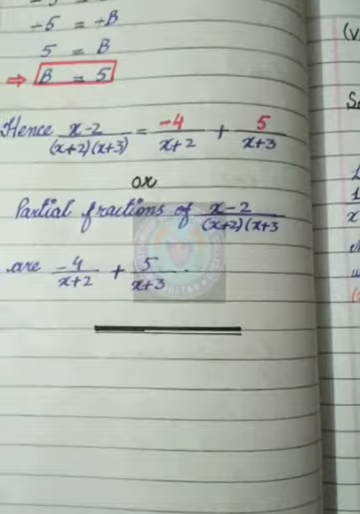 -5 = -B
5 = B
⇒ B = 5
Hence x-2/(x+2)(x+3) = -4/x+2 + 5/x+3
or
Partial fractions of x-2/(x+2)(x+3
are -4/x+2 + 5/x+3
(v